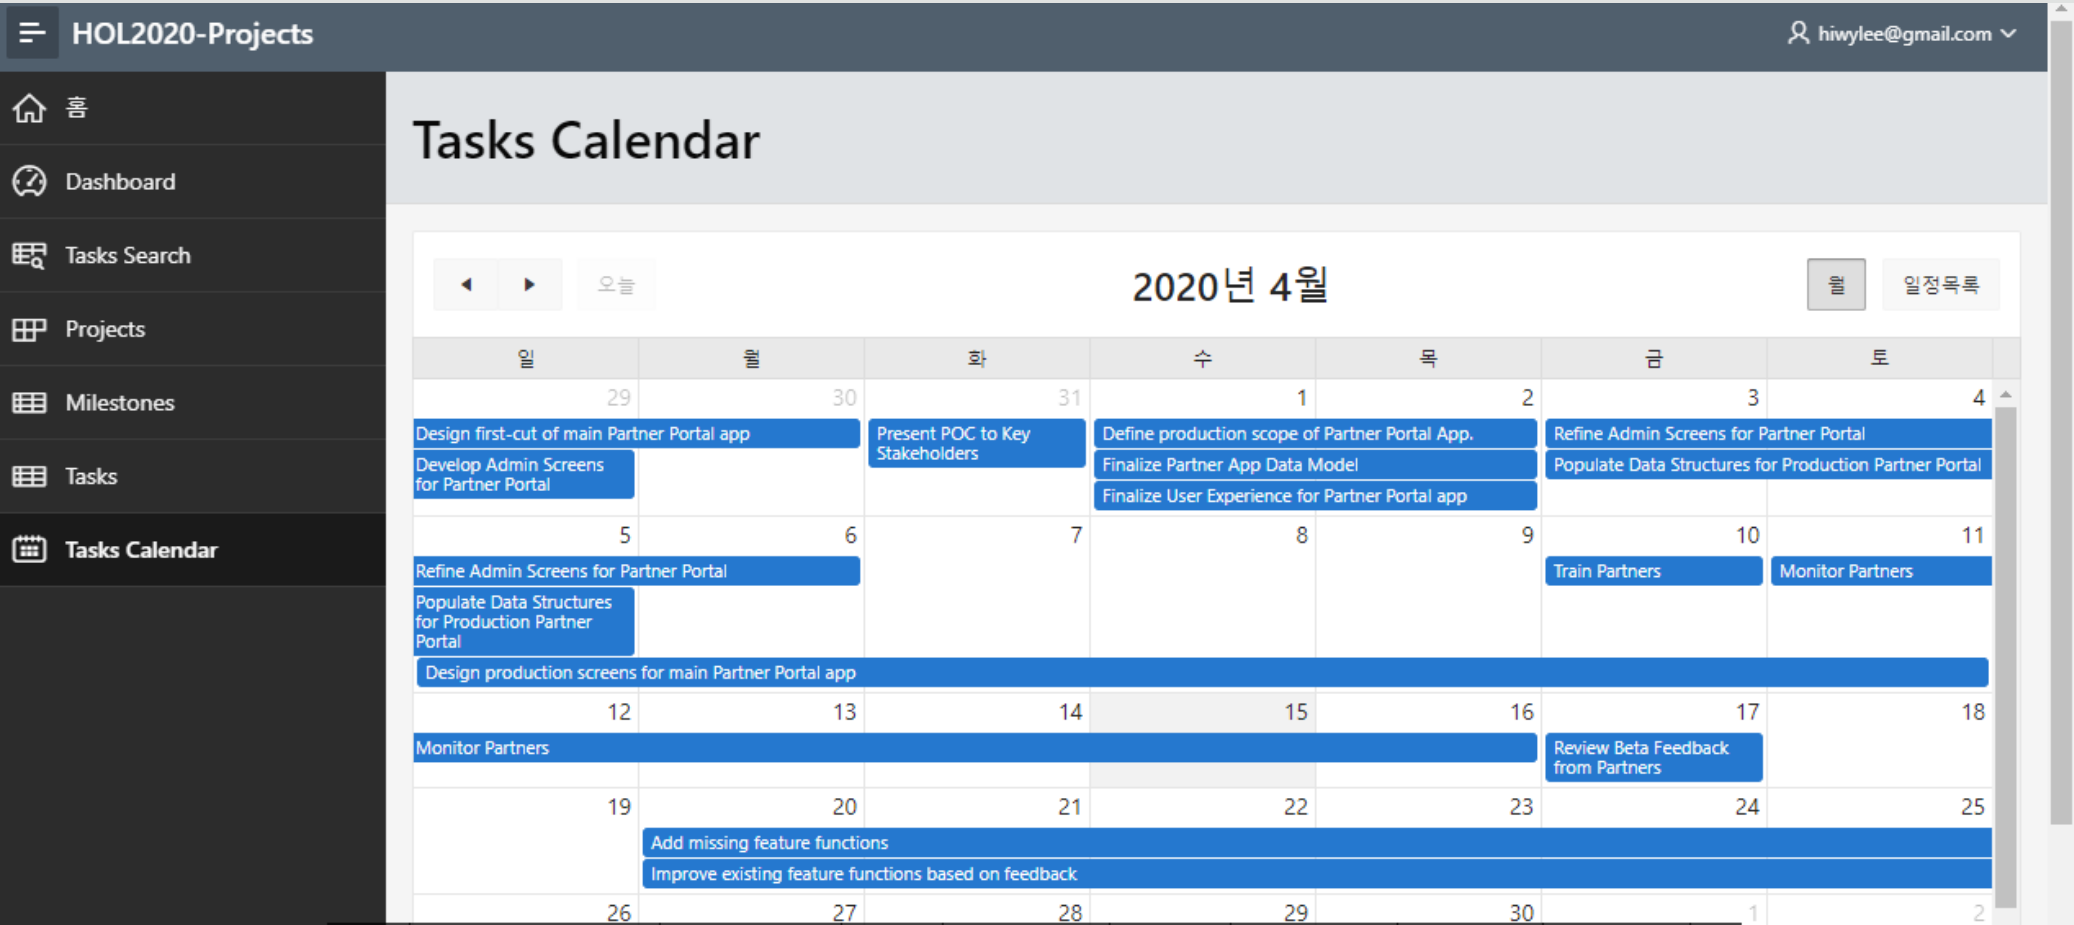 HOL2020-Projects
hiwylee@gmail.com
홈
Dashboard
Tasks Search
Projects
Milestones
Tasks
Tasks Calendar
Tasks Calendar
오늘
2020년 4월
월
일정목록
일 월 화 수 목 금 토
29 30 31 1 2 3 4
Design first-cut of main Partner Portal app
Develop Admin Screens
for Partner Portal
Present POC to Key
Stakeholders
Define production scope of Partner Portal App.
Finalize Partner App Data Model
Finalize User Experience for Partner Portal app
Refine Admin Screens for Partner Portal
Populate Data Structures for Production Partner Portal
5 6 7 8 9 10 11
Refine Admin Screens for Partner Portal
Populate Data Structures
for Production Partner
Portal
Train Partners
Monitor Partners
Design production screens for main Partner Portal app
12 13 14 15 16 17 18
Monitor Partners
Review Beta Feedback
from Partners
19 20 21 22 23 24 25
Add missing feature functions
Improve existing feature functions based on feedback
26 27 28 29 30 1 2